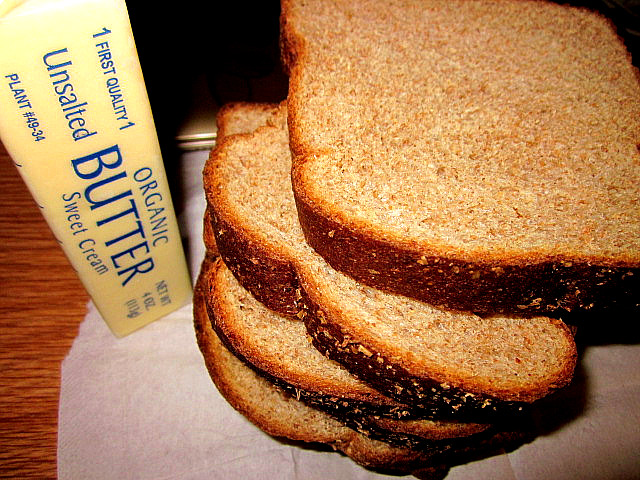 1 FIRST QUALITY 1
ORGANIC
Unsalted BUTTER
Sweet Cream
PLANT #49-34
NET WT
4 OZ.
(113g)